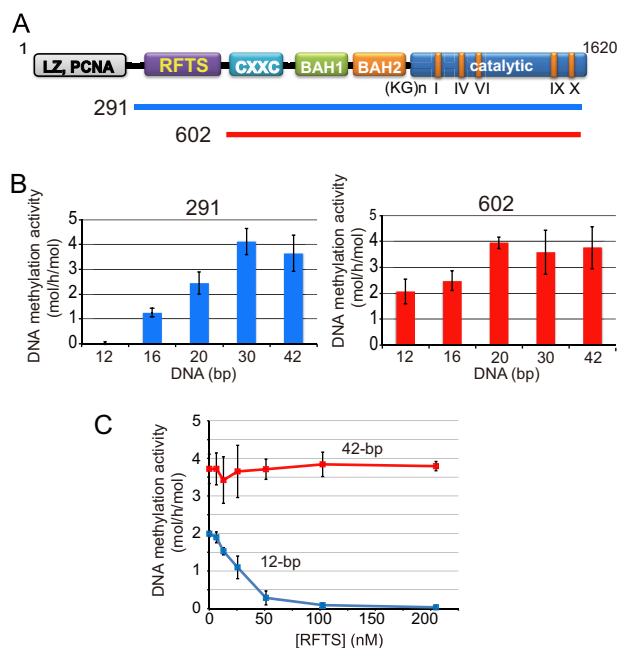 A
1
1620
LZ, PCNA
RFTS
CXXC
BAH1
BAH2
catalytic
(KG)n I IV VI IX X
291
602
B
291
DNA methylation activity
(mol/h/mol)
5
4
3
2
1
0
12 16 20 30 42
DNA (bp)
602
DNA methylation activity
(mol/h/mol)
5
4
3
2
1
0
12 16 20 30 42
DNA (bp)
C
DNA methylation activity
(mol/h/mol)
5
4
3
2
1
0
42-bp
12-bp
0 50 100 150 200
[RFTS] (nM)